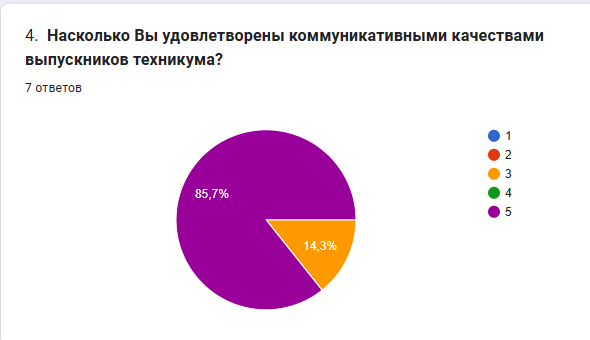 4. Насколько Вы удовлетворены коммуникативными качествами
выпускников техникума?
7 ответов
85,7%
14,3%
1
2
3
4
5